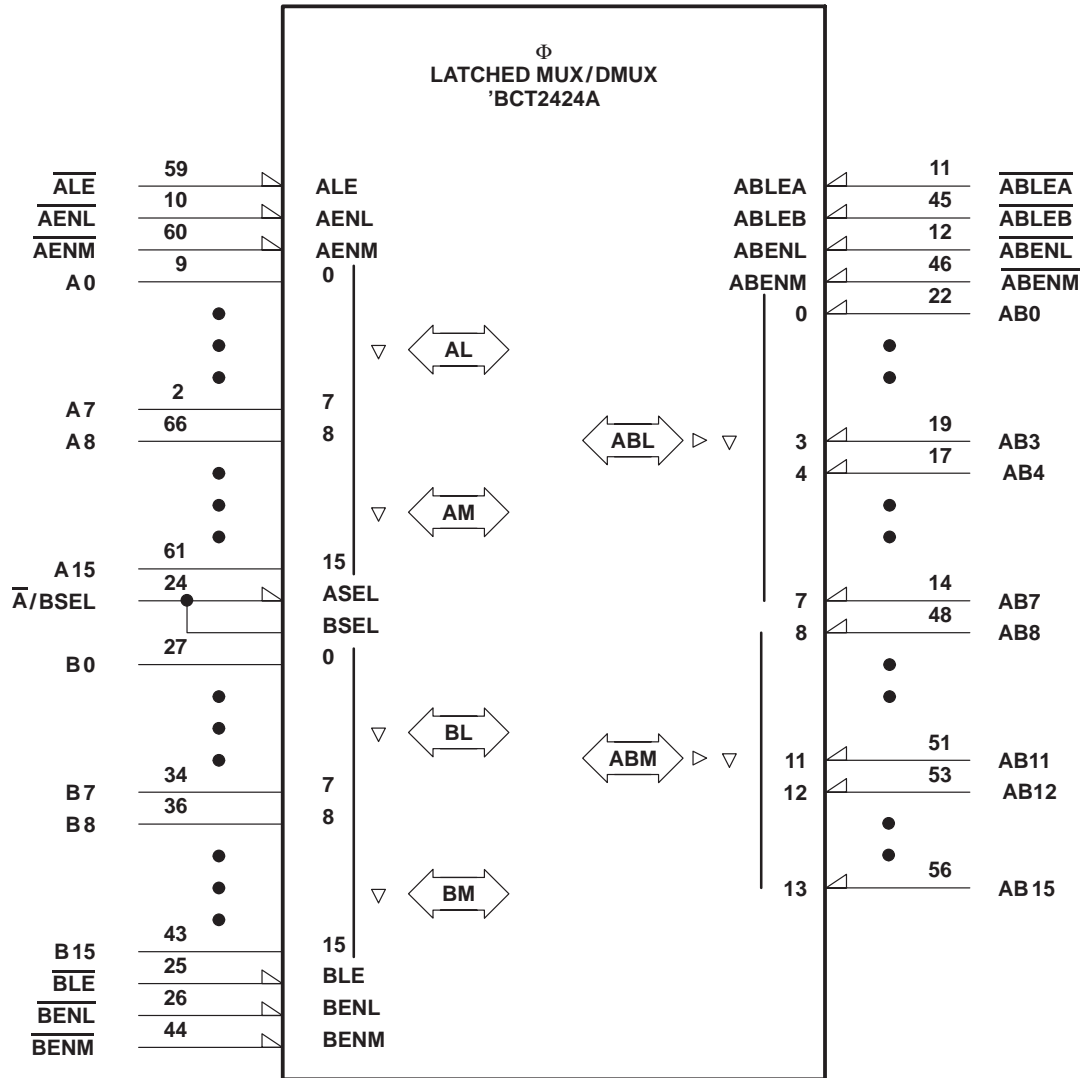 Φ
LATCHED MUX/DMUX
'BCT2424A
ALE 59 ALE
AENL 10 AENL
AENM 60 AENM
A0 9 0
AL
A7 2 7
A8 66 8
AM
A15 61 15
A/BSEL 24 ASEL
BSEL
B0 27 0
BL
B7 34 7
B8 36 8
BM
B15 43 15
BLE 25 BLE
BENL 26 BENL
BENM 44 BENM
ABLEA 11 ABLEA
ABLEB 45 ABLEB
ABENL 12 ABENL
ABENM 46 ABENM
0 22 AB0
ABL
3 19 AB3
4 17 AB4
7 14 AB7
8 48 AB8
ABM
11 51 AB11
12 53 AB12
13 56 AB15